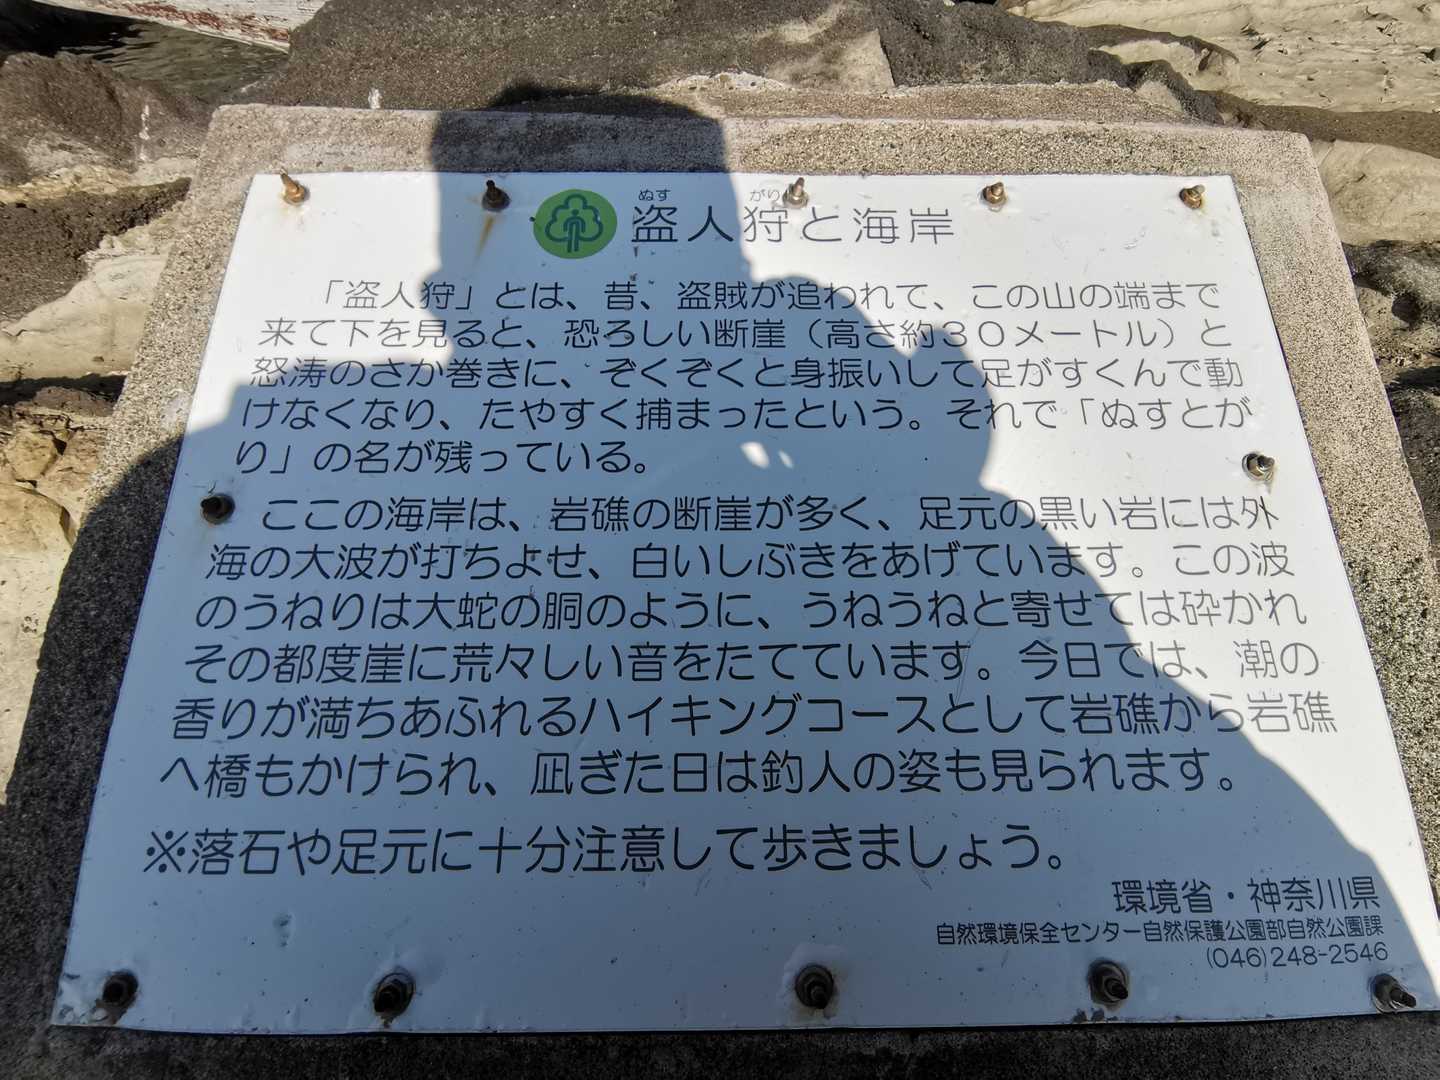 ぬす がり
盗人狩と海岸
「盗人狩」とは、昔、盗賊が追われて、この山の端まで
来て下を見ると、恐ろしい断崖（高さ約３０メートル）と
怒涛のさか巻きに、ぞくぞくと身振いして足がすくんで動
けなくなり、たやすく捕まったという。それで「ぬすとが
り」の名が残っている。
ここの海岸は、岩礁の断崖が多く、足元の黒い岩には外
海の大波が打ちよせ、白いしぶきをあげています。この波
のうねりは大蛇の胴のように、うねうねと寄せては砕かれ
その都度崖に荒々しい音をたてています。今日では、潮の
香りが満ちあふれるハイキングコースとして岩礁から岩礁
へ橋もかけられ、凪ぎた日は釣人の姿も見られます。
※落石や足元に十分注意して歩きましょう。
環境省・神奈川県
自然環境保全センター自然保護公園部自然公園課
(046)248-2546